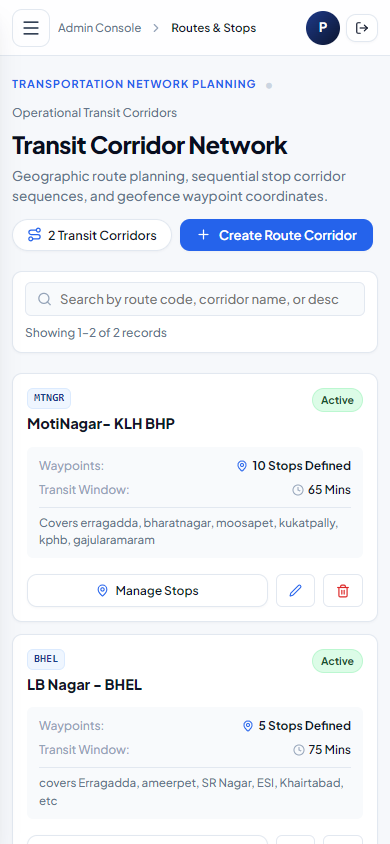 Admin Console > Routes & Stops
P
TRANSPORTATION NETWORK PLANNING
Operational Transit Corridors
Transit Corridor Network
Geographic route planning, sequential stop corridor
sequences, and geofence waypoint coordinates.
2 Transit Corridors
+ Create Route Corridor
Search by route code, corridor name, or desc
Showing 1–2 of 2 records
MTNGR
Active
MotiNagar- KLH BHP
Waypoints: 10 Stops Defined
Transit Window: 65 Mins
Covers erragadda, bharatnagar, moosapet, kukatpally,
kphb, gajularamaram
Manage Stops
BHEL
Active
LB Nagar - BHEL
Waypoints: 5 Stops Defined
Transit Window: 75 Mins
covers Erragadda, ameerpet, SR Nagar, ESI, Khairtabad,
etc